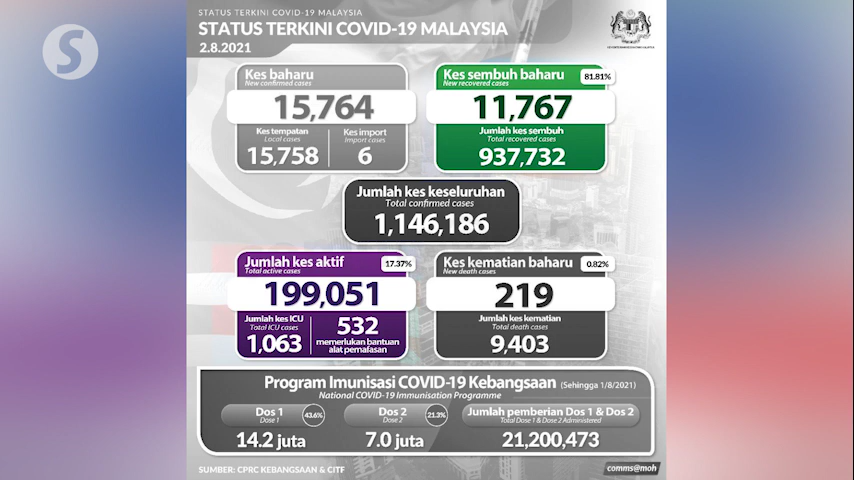 S
STATUS TERKINI COVID-19 MALAYSIA
STATUS TERKINI COVID-19 MALAYSIA
2.8.2021
Kes baharu
New confirmed cases
15,764
Kes tempatan
Local cases
15,758
Kes import
Import cases
6
Kes sembuh baharu
New recovered cases
81.81%
11,767
Jumlah kes sembuh
Total recovered cases
937,732
Jumlah kes keseluruhan
Total confirmed cases
1,146,186
Jumlah kes aktif
Total active cases
17.37%
199,051
Jumlah kes ICU
Total ICU cases
1,063
532
memerlukan bantuan
alat pernafasan
Kes kematian baharu
New death cases
0.82%
219
Jumlah kes kematian
Total death cases
9,403
Program Imunisasi COVID-19 Kebangsaan (Sehingga 1/8/2021)
National COVID-19 Immunisation Programme
Dos 1
Dose 1
43.6%
14.2 juta
Dos 2
Dose 2
21.3%
7.0 juta
Jumlah pemberian Dos 1 & Dos 2
Total Dose 1 & Dose 2 Administered
21,200,473
SUMBER: CPRC KEBANGSAAN & CITF
comms@moh